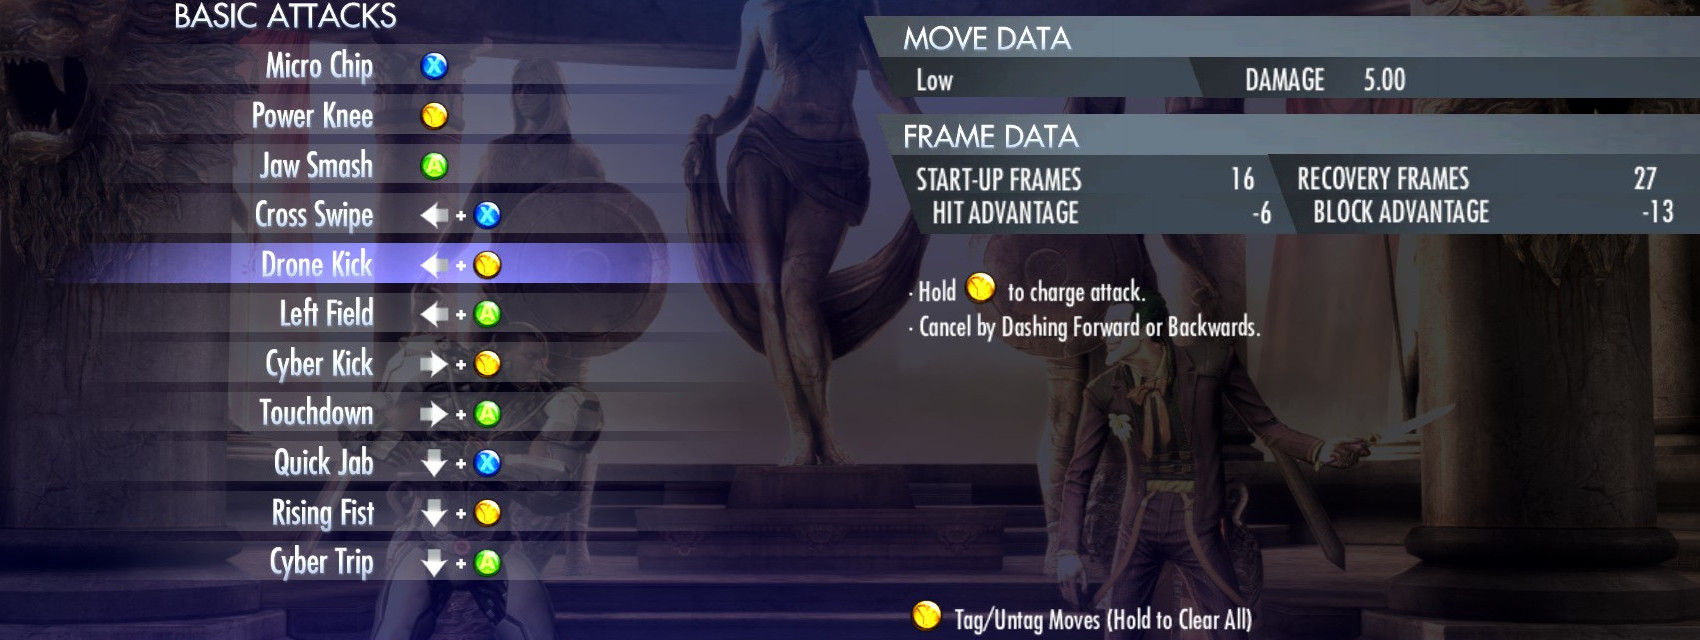 BASIC ATTACKS
Micro Chip X
Power Knee Y
Jaw Smash A
Cross Swipe + X
Drone Kick + Y
Left Field + A
Cyber Kick + Y
Touchdown + A
Quick Jab + X
Rising Fist + Y
Cyber Trip + A
MOVE DATA
Low DAMAGE 5.00
FRAME DATA
START-UP FRAMES 16 RECOVERY FRAMES 27
HIT ADVANTAGE -6 BLOCK ADVANTAGE -13
· Hold Y to charge attack.
· Cancel by Dashing Forward or Backwards.
Y Tag/Untag Moves (Hold to Clear All)